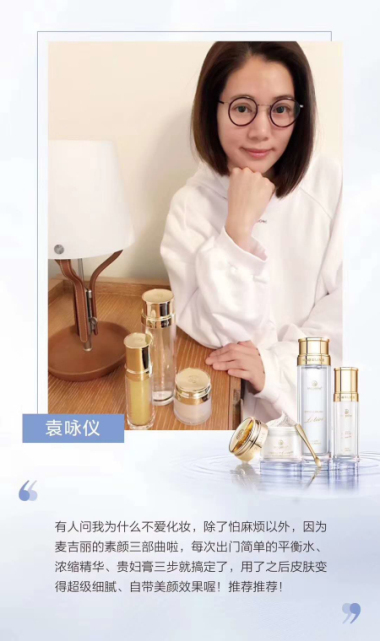 袁咏仪
有人问我为什么不爱化妆，除了怕麻烦以外，因为
麦吉丽的素颜三部曲啦，每次出门简单的平衡水、
浓缩精华、贵妇膏三步就搞定了，用了之后皮肤变
得超级细腻、自带美颜效果喔！推荐推荐！